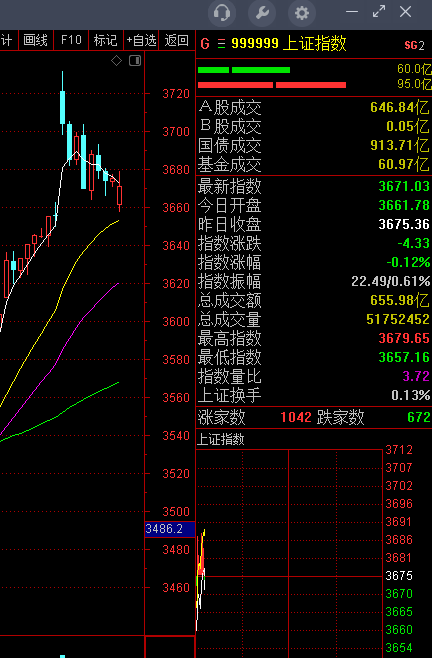 计 画线 F10 标记 +自选 返回
G 三 999999 上证指数 SG2
60.0亿
95.0亿
A股成交 646.84亿
B股成交 0.05亿
国债成交 913.71亿
基金成交 60.97亿
最新指数 3671.03
今日开盘 3661.78
昨日收盘 3675.36
指数涨跌 -4.33
指数涨幅 -0.12%
指数振幅 22.49/0.61%
总成交额 655.98亿
总成交量 51752452
最高指数 3679.65
最低指数 3657.16
指数量比 3.72
上证换手 0.13%
涨家数 1042 跌家数 672
上证指数
3720
3700
3680
3660
3640
3620
3600
3580
3560
3540
3520
3500
3486.2
3480
3460
3712
3707
3702
3696
3691
3686
3681
3675
3670
3665
3660
3654